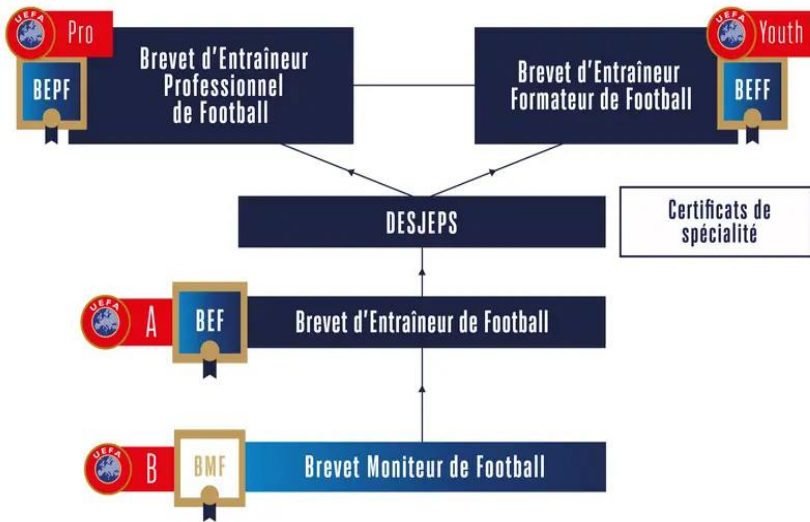 UEFA
Pro
BEPF
Brevet d'Entraîneur
Professionnel
de Football
Brevet d'Entraîneur
Formateur de Football
UEFA
Youth
BEFF
DESJEPS
Certificats de
spécialité
UEFA
A
BEF
Brevet d'Entraîneur de Football
UEFA
B
BMF
Brevet Moniteur de Football